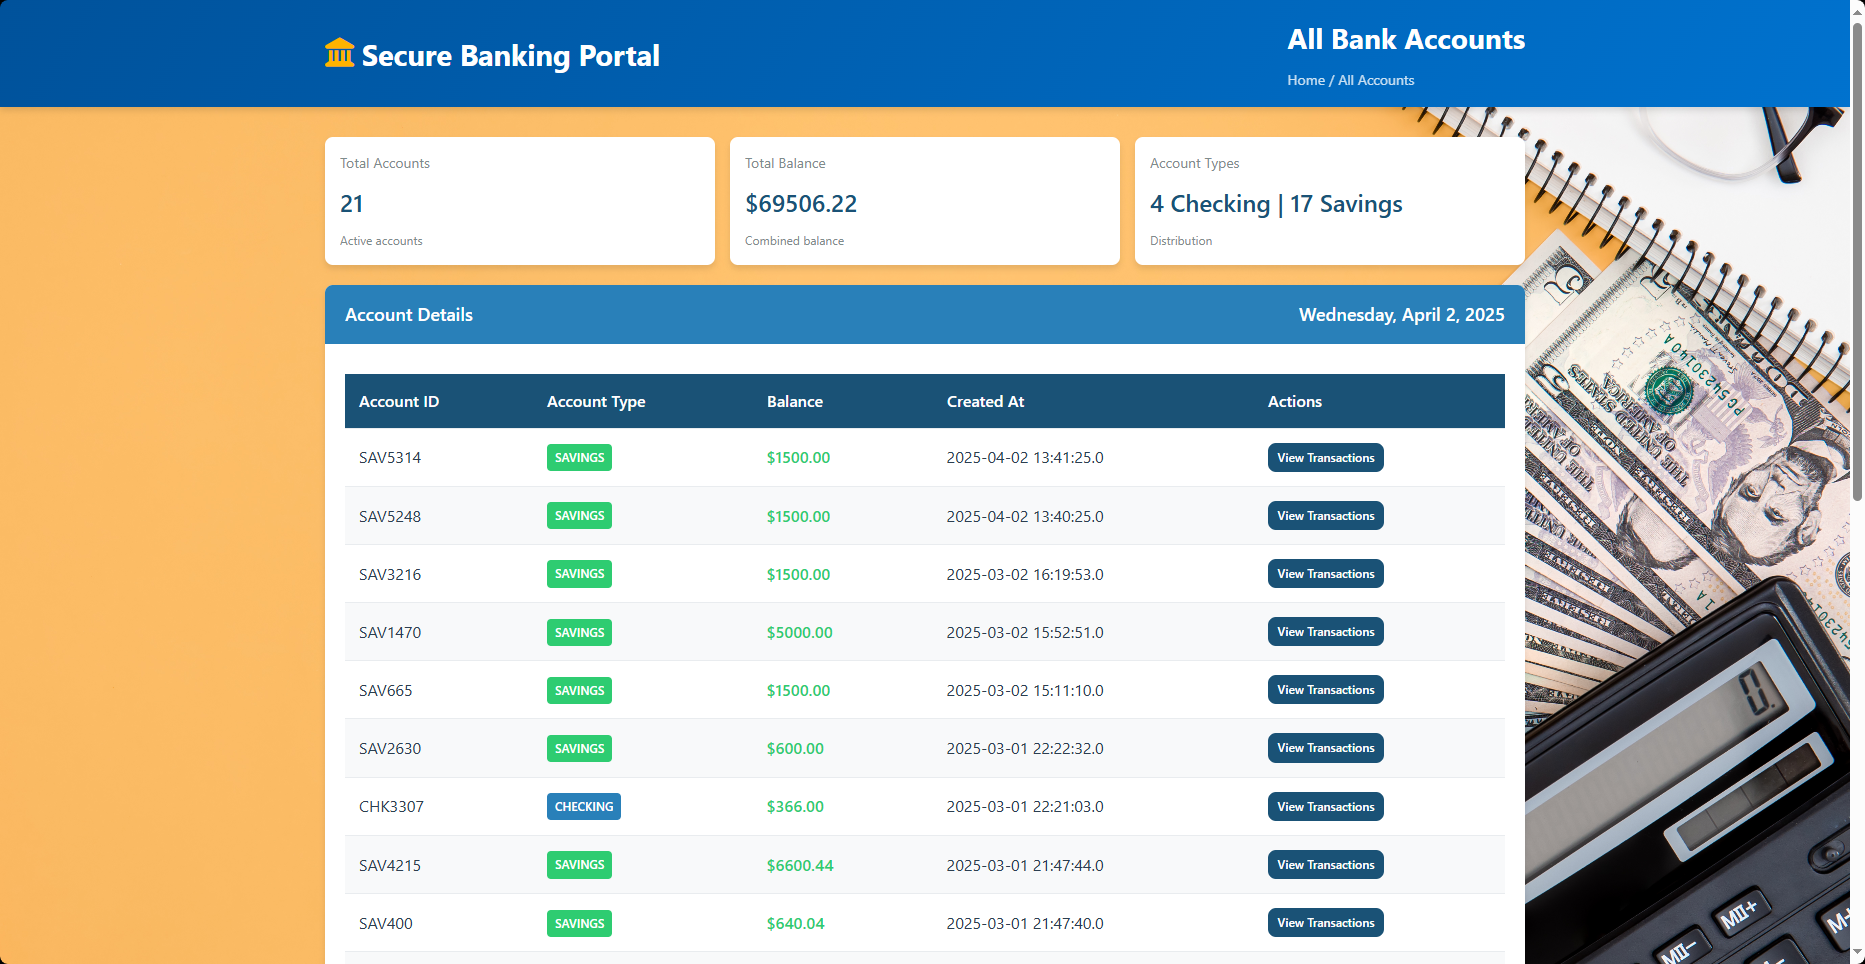 Secure Banking Portal
All Bank Accounts
Home / All Accounts
Total Accounts
21
Active accounts
Total Balance
$69506.22
Combined balance
Account Types
4 Checking | 17 Savings
Distribution
Account Details
Wednesday, April 2, 2025
Account ID Account Type Balance Created At Actions
SAV5314 SAVINGS $1500.00 2025-04-02 13:41:25.0 View Transactions
SAV5248 SAVINGS $1500.00 2025-04-02 13:40:25.0 View Transactions
SAV3216 SAVINGS $1500.00 2025-03-02 16:19:53.0 View Transactions
SAV1470 SAVINGS $5000.00 2025-03-02 15:52:51.0 View Transactions
SAV665 SAVINGS $1500.00 2025-03-02 15:11:10.0 View Transactions
SAV2630 SAVINGS $600.00 2025-03-01 22:22:32.0 View Transactions
CHK3307 CHECKING $366.00 2025-03-01 22:21:03.0 View Transactions
SAV4215 SAVINGS $6600.44 2025-03-01 21:47:44.0 View Transactions
SAV400 SAVINGS $640.04 2025-03-01 21:47:40.0 View Transactions
PG54230140A
THE UNITED STATES
OF AMERICA
0.
MII+
MII−